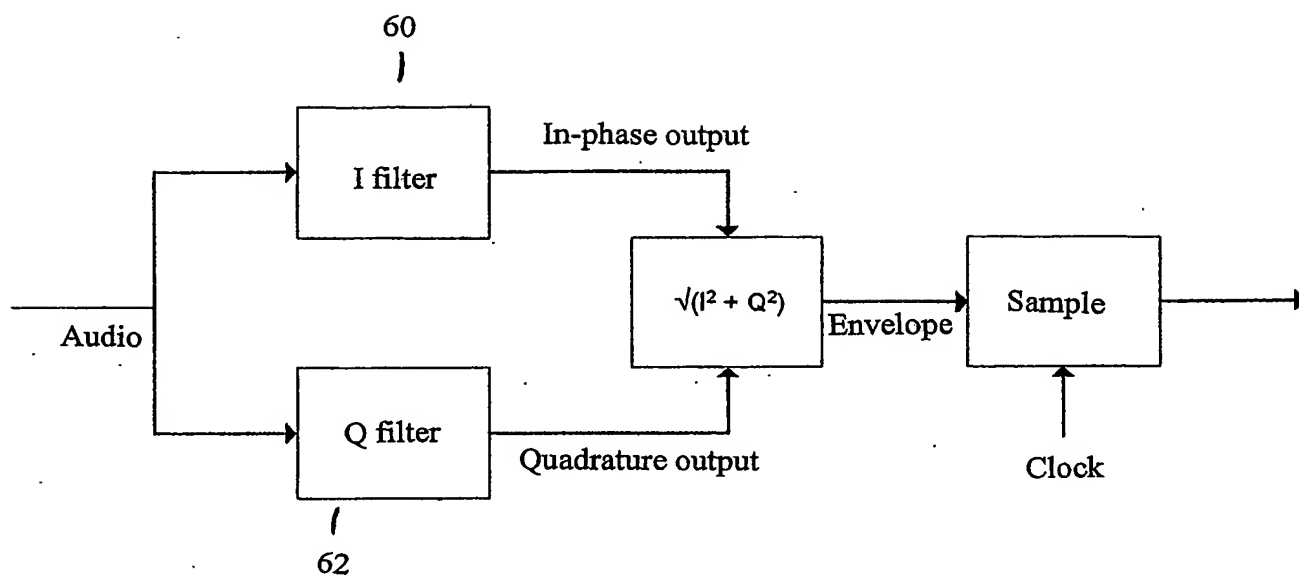 60
I filter
In-phase output
√(I² + Q²)
Envelope
Sample
Audio
Q filter
Quadrature output
Clock
62